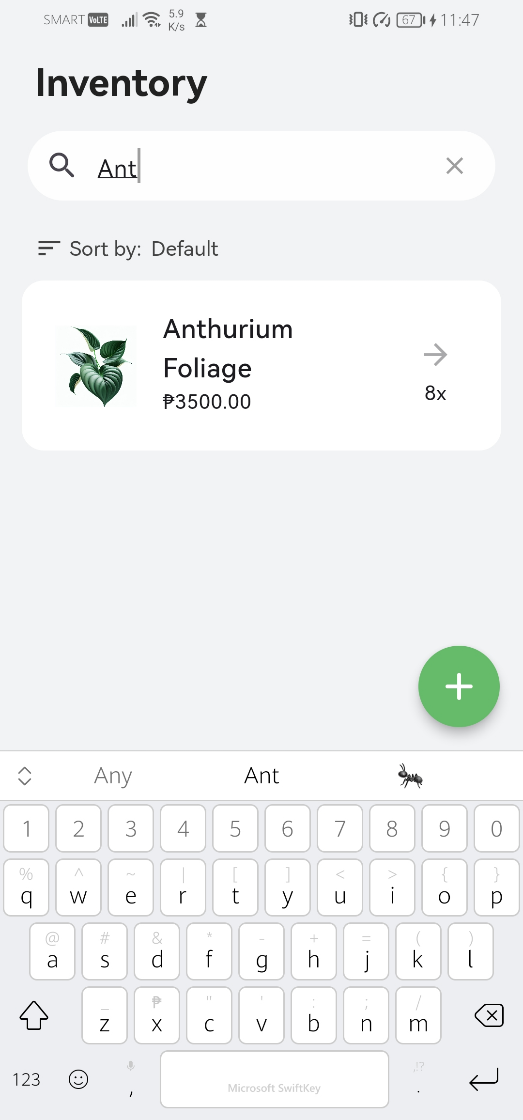 SMART VoLTE 5.9 K/s 67 11:47
Inventory
Ant
Sort by: Default
Anthurium
Foliage
₱3500.00
8x
Any Ant
1 2 3 4 5 6 7 8 9 0
% ^ ~ | [ ] < > { }
q w e r t y u i o p
@ # & * - + = ( )
a s d f g h j k l
_ ₱ " ' : ; /
z x c v b n m
123 , Microsoft SwiftKey !? .